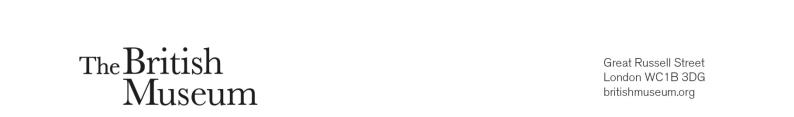 The British
Museum
Great Russell Street
London WC1B 3DG
britishmuseum.org